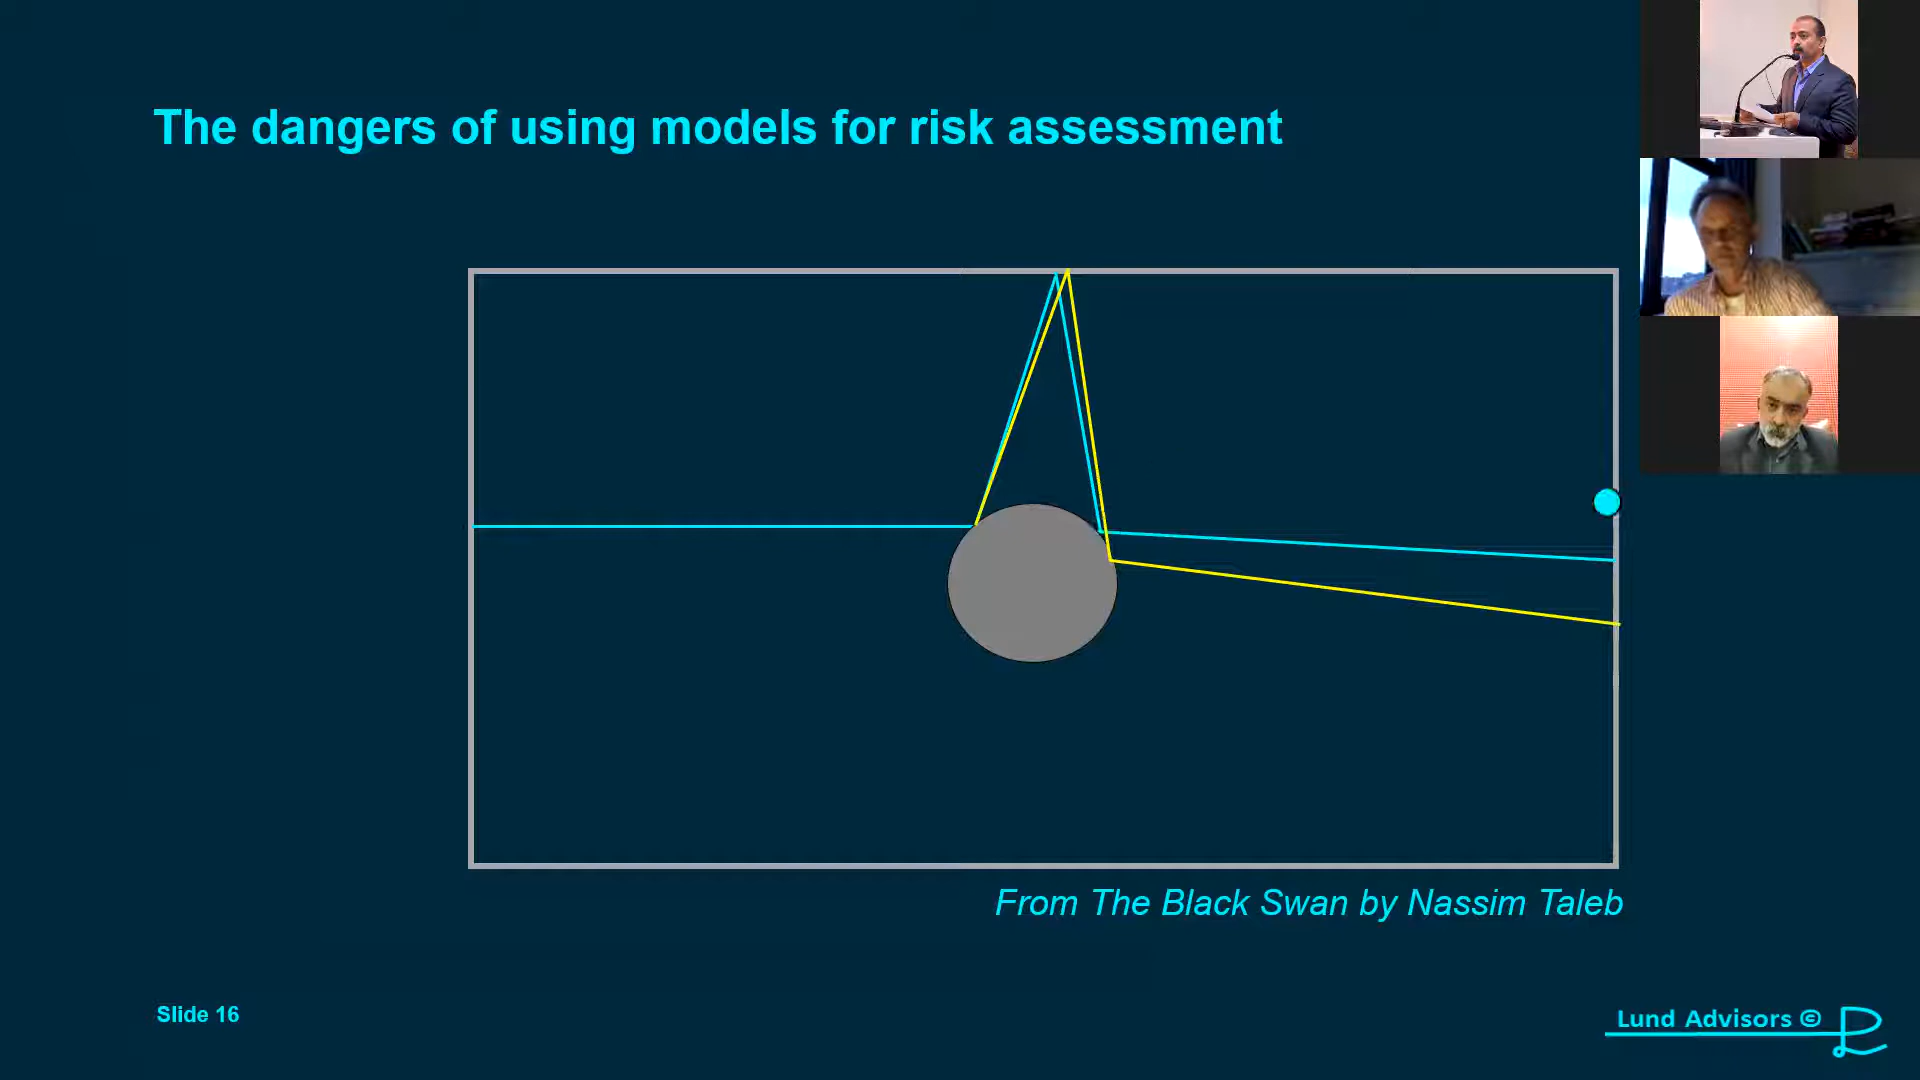 The dangers of using models for risk assessment
From The Black Swan by Nassim Taleb
Slide 16
Lund Advisors ©